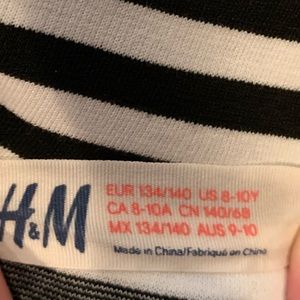 H&M
EUR 134/140 US 8-10Y
CA 8-10A CN 140/68
MX 134/140 AUS 9-10
Made in China/Fabriqué en Chine